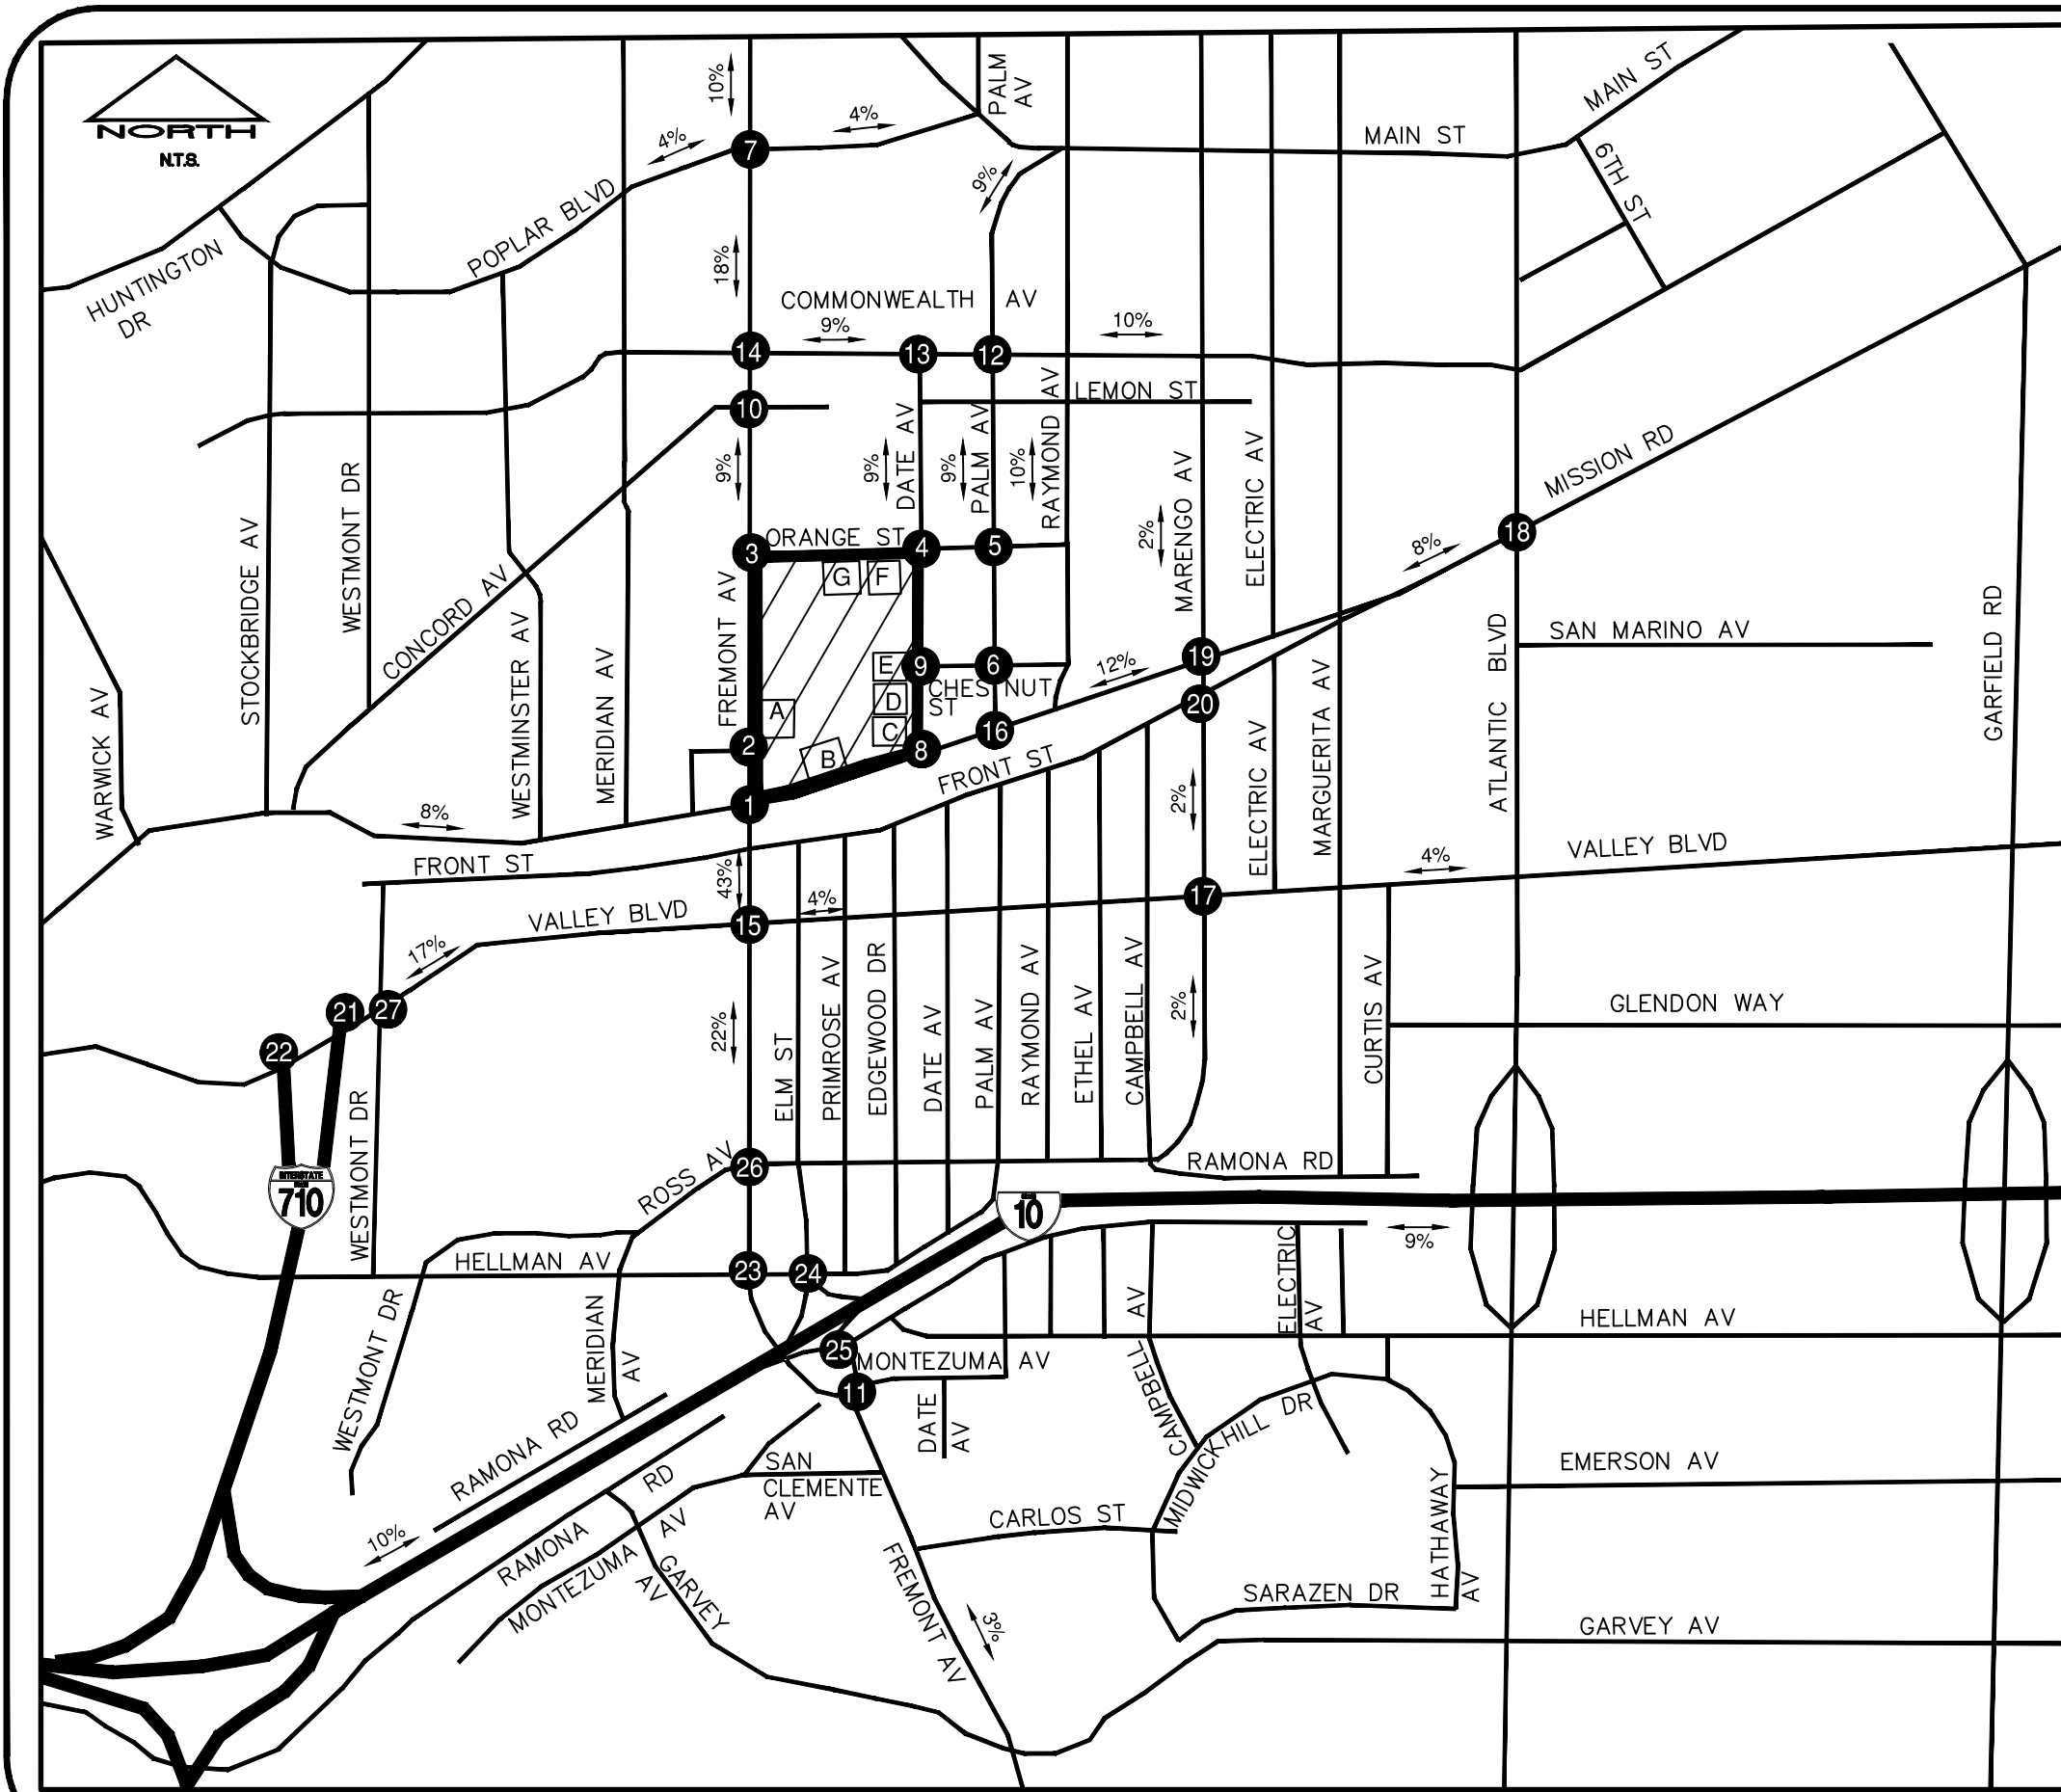 NORTH
N.T.S.
HUNTINGTON
DR
10%
7
4%
4%
PALM
AV
9%
MAIN ST
MAIN ST
6TH ST
POPLAR BLVD
18%
COMMONWEALTH AV
9%
10%
14
13
12
10
LEMON ST
9%
9%
DATE AV
9%
PALM AV
10%
RAYMOND AV
MARENGO AV
2%
ELECTRIC AV
MISSION RD
18
8%
STOCKBRIDGE AV
WESTMONT DR
CONCORD AV
WESTMINSTER AV
MERIDIAN AV
WARWICK AV
FREMONT AV
3
ORANGE ST
4
5
G
F
E
9
6
CHESTNUT
ST
D
C
A
B
2
1
8
16
12%
19
20
FRONT ST
ELECTRIC AV
MARGUERITA AV
ATLANTIC BLVD
SAN MARINO AV
GARFIELD RD
8%
FRONT ST
43%
4%
15
VALLEY BLVD
17%
2%
17
4%
VALLEY BLVD
21
27
22
22%
ELM ST
PRIMROSE AV
EDGEWOOD DR
DATE AV
PALM AV
RAYMOND AV
ETHEL AV
CAMPBELL AV
2%
CURTIS AV
GLENDON WAY
WESTMONT DR
INTERSTATE
710
ROSS AV
26
RAMONA RD
10
9%
HELLMAN AV
23
24
25
11
MONTEZUMA AV
WESTMONT DR
MERIDIAN
AV
DATE
AV
CAMPBELL AV
ELECTRIC
AV
HELLMAN AV
MIDWICKHILL DR
RAMONA RD
10%
RAMONA RD
MONTEZUMA AV
SAN
CLEMENTE
AV
GARVEY
AV
CARLOS ST
FREMONT AV
3%
HATHAWAY
AV
EMERSON AV
SARAZEN DR
GARVEY AV